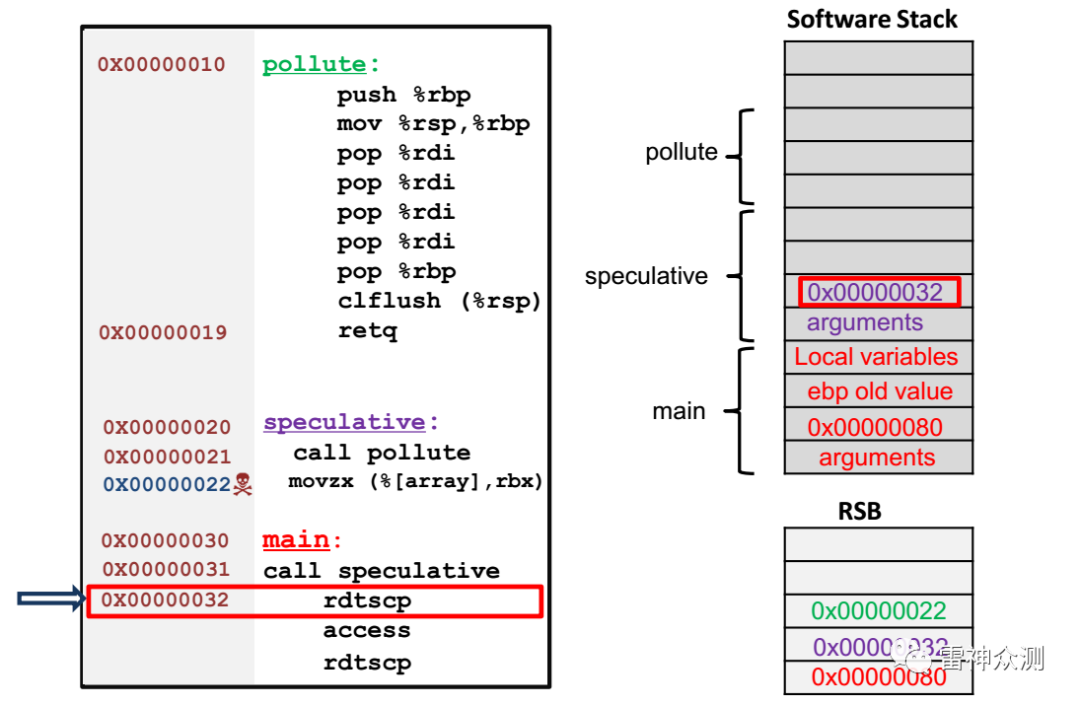 Software Stack
0X00000010 pollute:
push %rbp
mov %rsp,%rbp
pop %rdi
pop %rdi
pop %rdi
pop %rdi
pop %rbp
clflush (%rsp)
0X00000019 retq
0X00000020 speculative:
0X00000021 call pollute
0X00000022 movzx (%[array],rbx)
0X00000030 main:
0X00000031 call speculative
0X00000032 rdtscp
access
rdtscp
pollute
speculative
0x00000032
arguments
main
Local variables
ebp old value
0x00000080
arguments
RSB
0x00000022
0x00000032
0x00000080
雷神众测